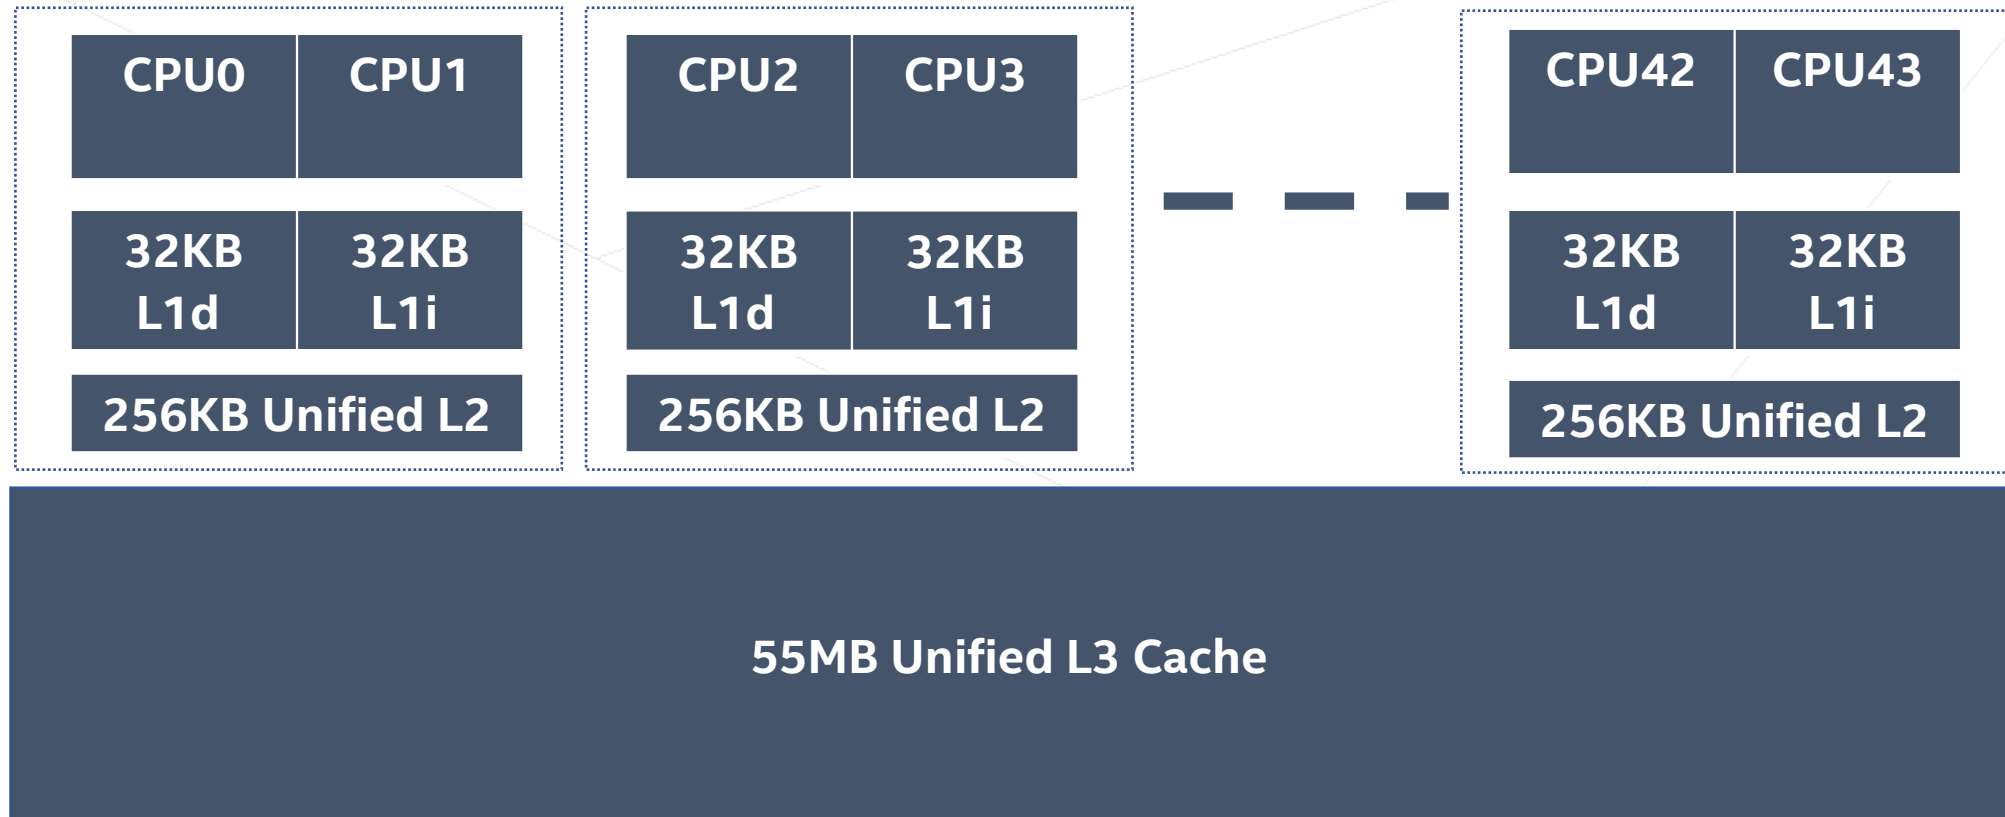 CPU0 CPU1 CPU2 CPU3 CPU42 CPU43
32KB 32KB 32KB 32KB 32KB 32KB
L1d L1i L1d L1i L1d L1i
256KB Unified L2 256KB Unified L2 256KB Unified L2
55MB Unified L3 Cache